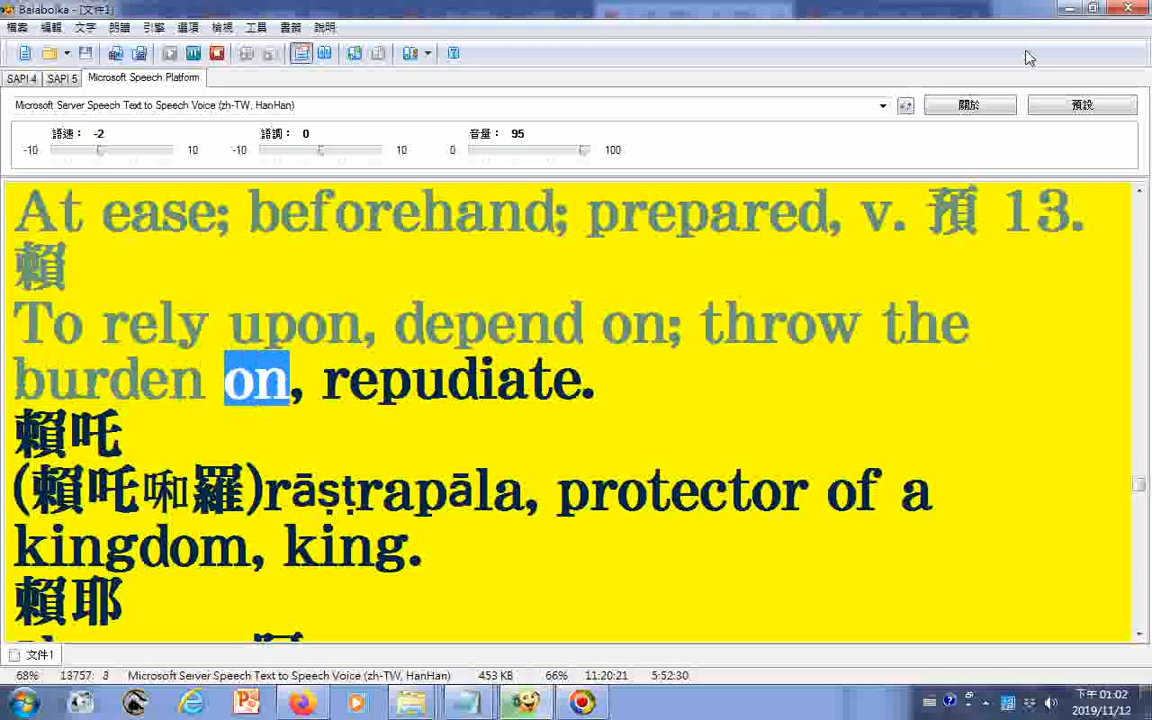 Balabolka - [文件1]
檔案 編輯 文字 朗讀 引擎 選項 檢視 工具 書籤 說明
SAPI 4 SAPI 5 Microsoft Speech Platform
Microsoft Server Speech Text to Speech Voice (zh-TW, HanHan) 關於 預設
語速： -2 語調： 0 音量： 95
-10 10 -10 10 0 100
At ease; beforehand; prepared, v. 預 13.
賴
To rely upon, depend on; throw the
burden on, repudiate.
賴吒
(賴吒啝羅)rāṣṭrapāla, protector of a
kingdom, king.
賴耶
文件1
68% 13757: 3 Microsoft Server Speech Text to Speech Voice (zh-TW, HanHan) 453 KB 66% 11:20:21 5:52:30
下午 01:02
2019/11/12